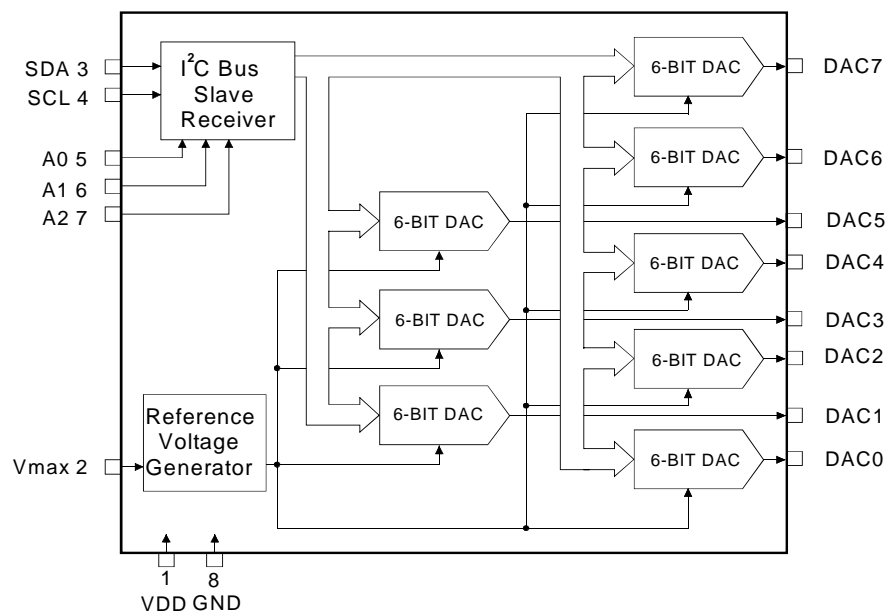 SDA 3
SCL 4
A0 5
A1 6
A2 7
I²C Bus
Slave
Receiver
Reference
Voltage
Generator
Vmax 2
1
VDD
8
GND
6-BIT DAC
6-BIT DAC
6-BIT DAC
6-BIT DAC
6-BIT DAC
6-BIT DAC
6-BIT DAC
6-BIT DAC
DAC7
DAC6
DAC5
DAC4
DAC3
DAC2
DAC1
DAC0